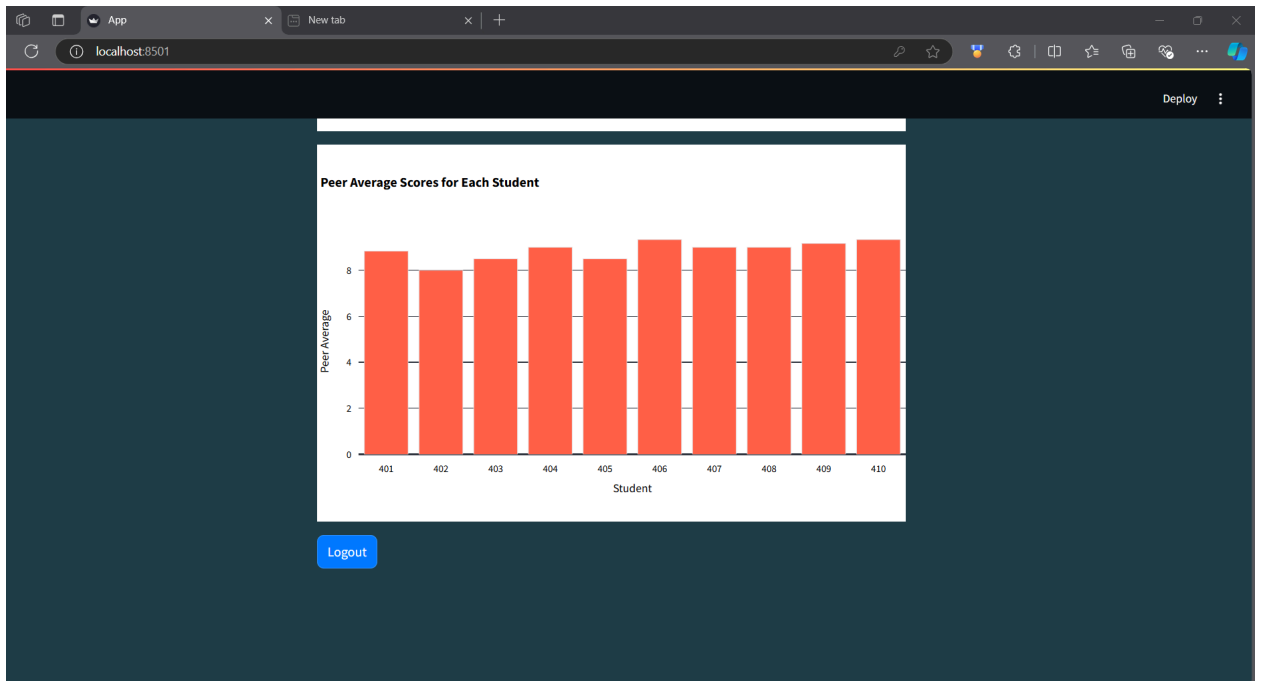 App
New tab
localhost:8501
Deploy
Peer Average Scores for Each Student
8
6
4
2
0
Peer Average
401 402 403 404 405 406 407 408 409 410
Student
Logout